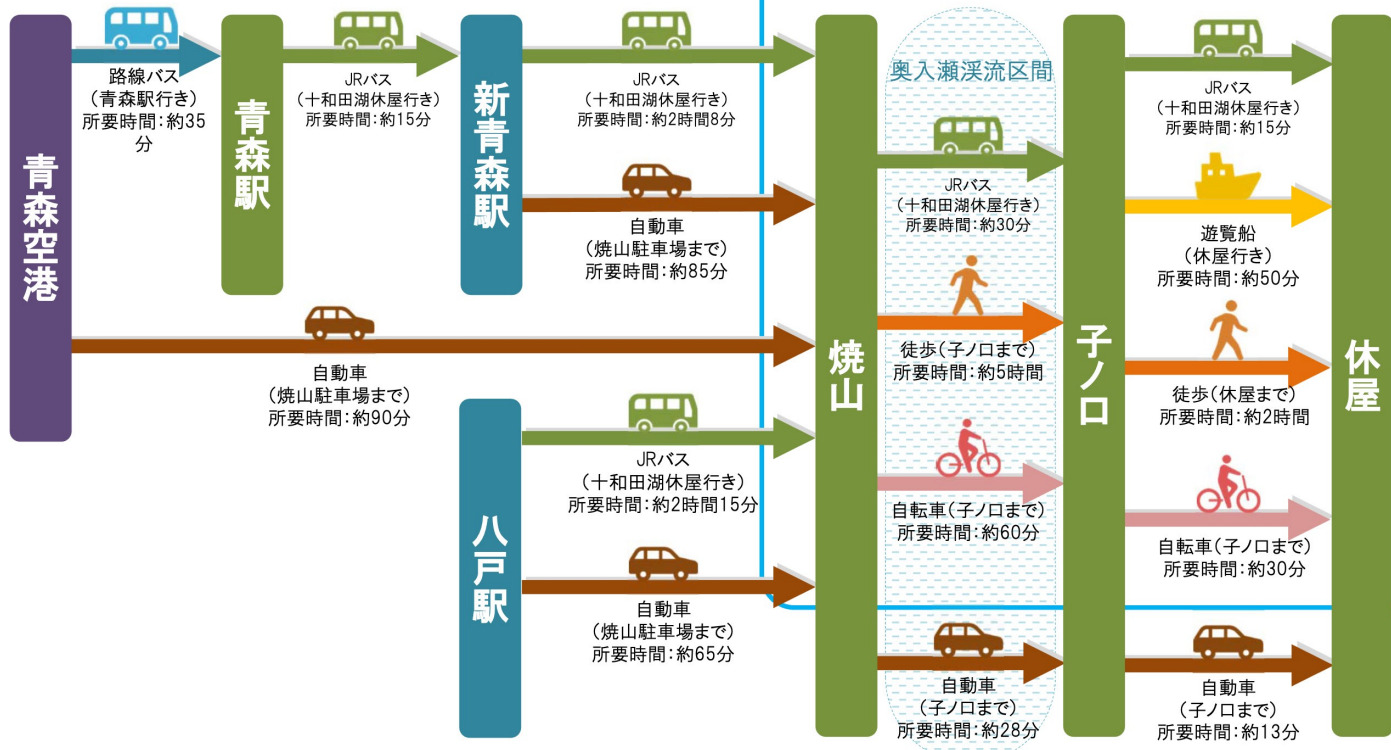 青森空港
路線バス
(青森駅行き)
所要時間:約35
分
青森駅
JRバス
(十和田湖休屋行き)
所要時間:約15分
新青森駅
JRバス
(十和田湖休屋行き)
所要時間:約2時間8分
自動車
(焼山駐車場まで)
所要時間:約85分
自動車
(焼山駐車場まで)
所要時間:約90分
八戸駅
JRバス
(十和田湖休屋行き)
所要時間:約2時間15分
自動車
(焼山駐車場まで)
所要時間:約65分
焼山
奥入瀬渓流区間
JRバス
(十和田湖休屋行き)
所要時間:約30分
徒歩(子ノ口まで)
所要時間:約5時間
自転車(子ノ口まで)
所要時間:約60分
自動車
(子ノ口まで)
所要時間:約28分
子ノ口
JRバス
(十和田湖休屋行き)
所要時間:約15分
遊覧船
(休屋行き)
所要時間:約50分
徒歩(休屋まで)
所要時間:約2時間
自転車(子ノ口まで)
所要時間:約30分
自動車
(子ノ口まで)
所要時間:約13分
休屋